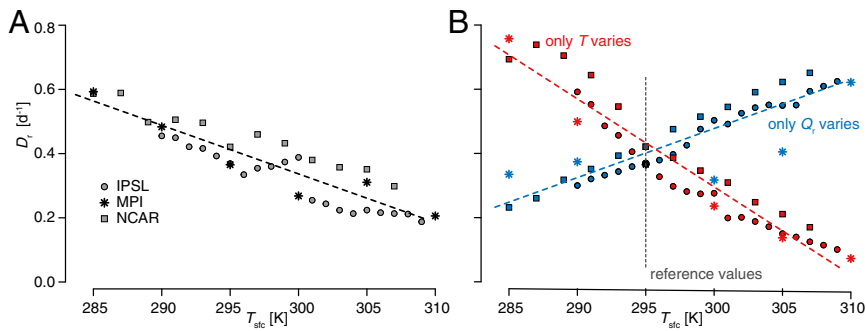 A
B
0.8
0.6
0.4
0.2
0.0
D_r [d⁻¹]
IPSL
MPI
NCAR
285 290 295 300 305 310
T_sfc [K]
only T varies
only Q_r varies
reference values
285 290 295 300 305 310
T_sfc [K]